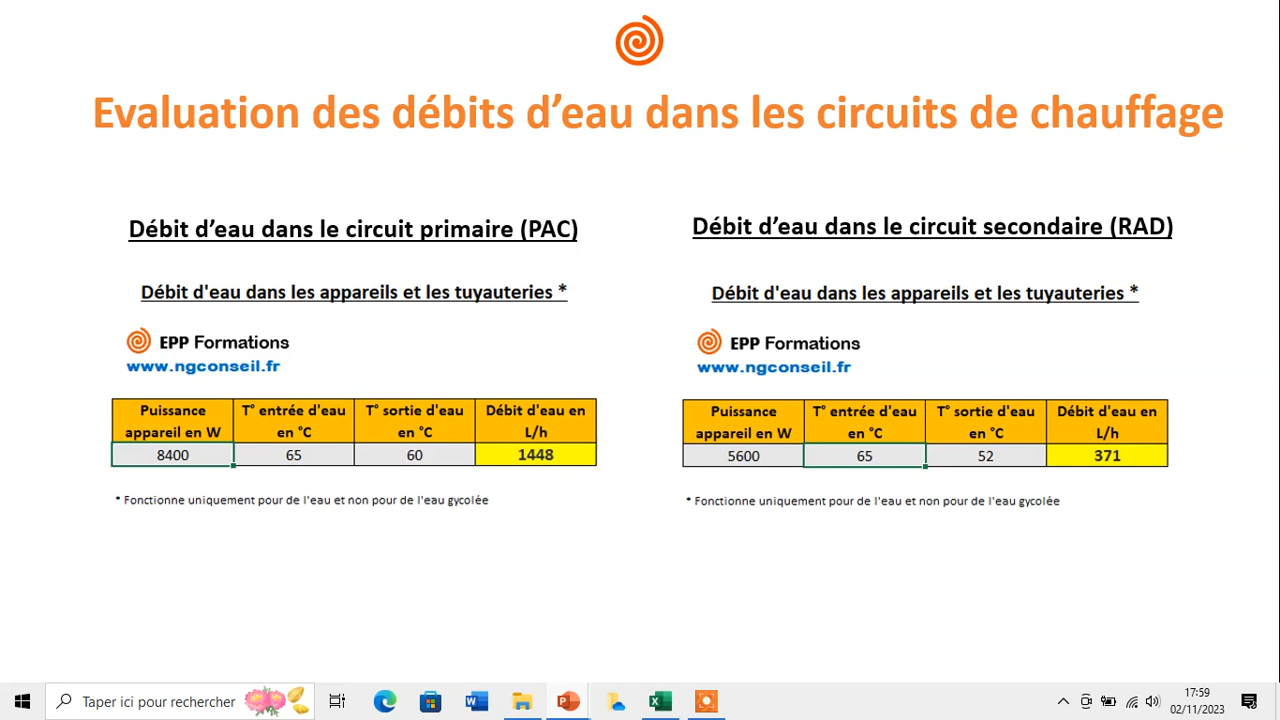 Evaluation des débits d’eau dans les circuits de chauffage
Débit d’eau dans le circuit primaire (PAC)
Débit d'eau dans les appareils et les tuyauteries *
EPP Formations
www.ngconseil.fr
Puissance appareil en W T° entrée d'eau en °C T° sortie d'eau en °C Débit d'eau en L/h
8400 65 60 1448
* Fonctionne uniquement pour de l'eau et non pour de l'eau gycolée
Débit d’eau dans le circuit secondaire (RAD)
Débit d'eau dans les appareils et les tuyauteries *
EPP Formations
www.ngconseil.fr
Puissance appareil en W T° entrée d'eau en °C T° sortie d'eau en °C Débit d'eau en L/h
5600 65 52 371
* Fonctionne uniquement pour de l'eau et non pour de l'eau gycolée
Taper ici pour rechercher
17:59
02/11/2023